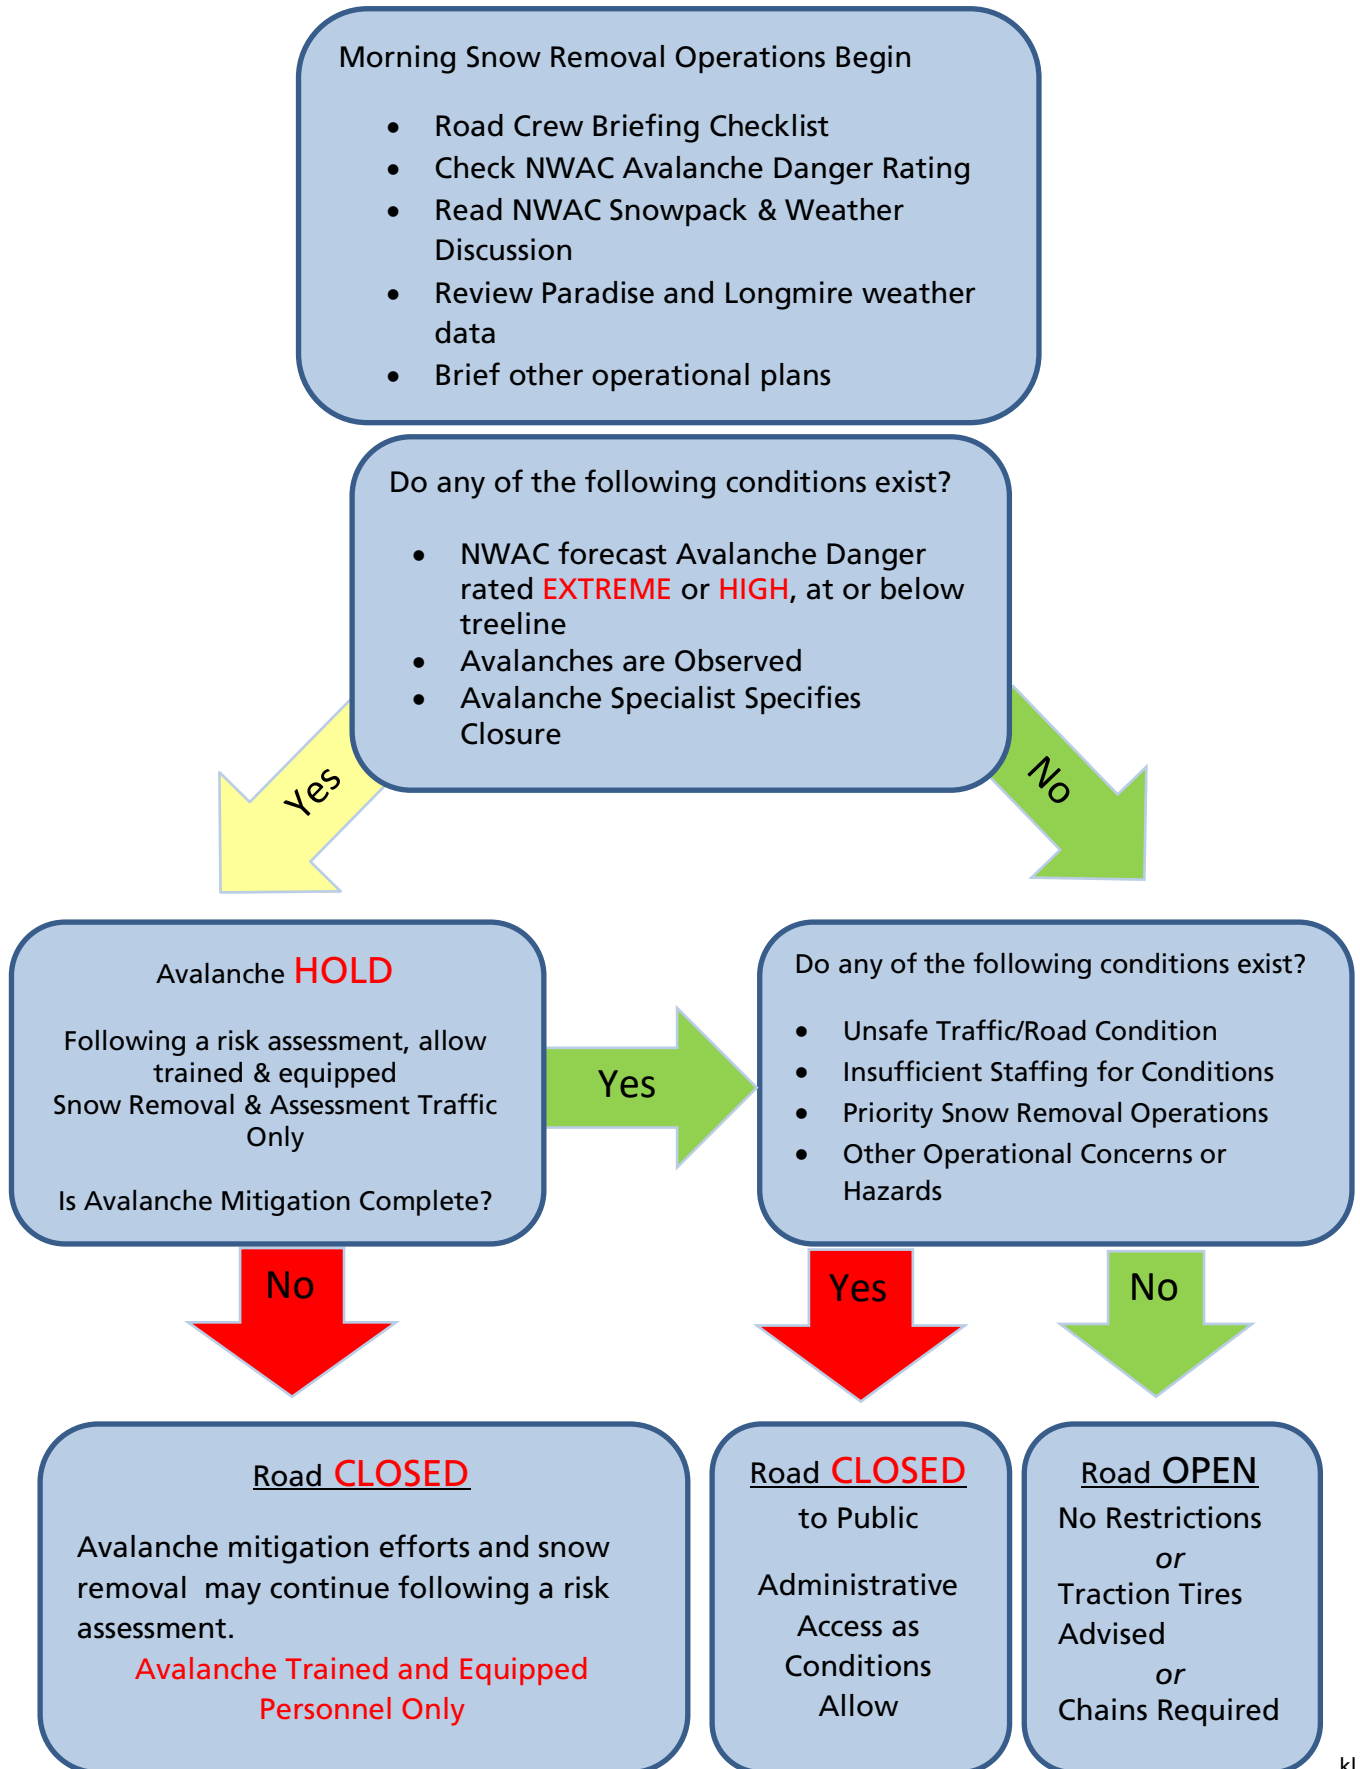 Morning Snow Removal Operations Begin
• Road Crew Briefing Checklist
• Check NWAC Avalanche Danger Rating
• Read NWAC Snowpack & Weather
Discussion
• Review Paradise and Longmire weather
data
• Brief other operational plans
Do any of the following conditions exist?
• NWAC forecast Avalanche Danger
rated EXTREME or HIGH, at or below
treeline
• Avalanches are Observed
• Avalanche Specialist Specifies
Closure
Yes
No
Avalanche HOLD
Following a risk assessment, allow
trained & equipped
Snow Removal & Assessment Traffic
Only
Is Avalanche Mitigation Complete?
Yes
Do any of the following conditions exist?
• Unsafe Traffic/Road Condition
• Insufficient Staffing for Conditions
• Priority Snow Removal Operations
• Other Operational Concerns or
Hazards
No
Yes
No
Road CLOSED
Avalanche mitigation efforts and snow
removal  may continue following a risk
assessment.
Avalanche Trained and Equipped
Personnel Only
Road CLOSED
to Public
Administrative
Access as
Conditions
Allow
Road OPEN
No Restrictions
or
Traction Tires
Advised
or
Chains Required